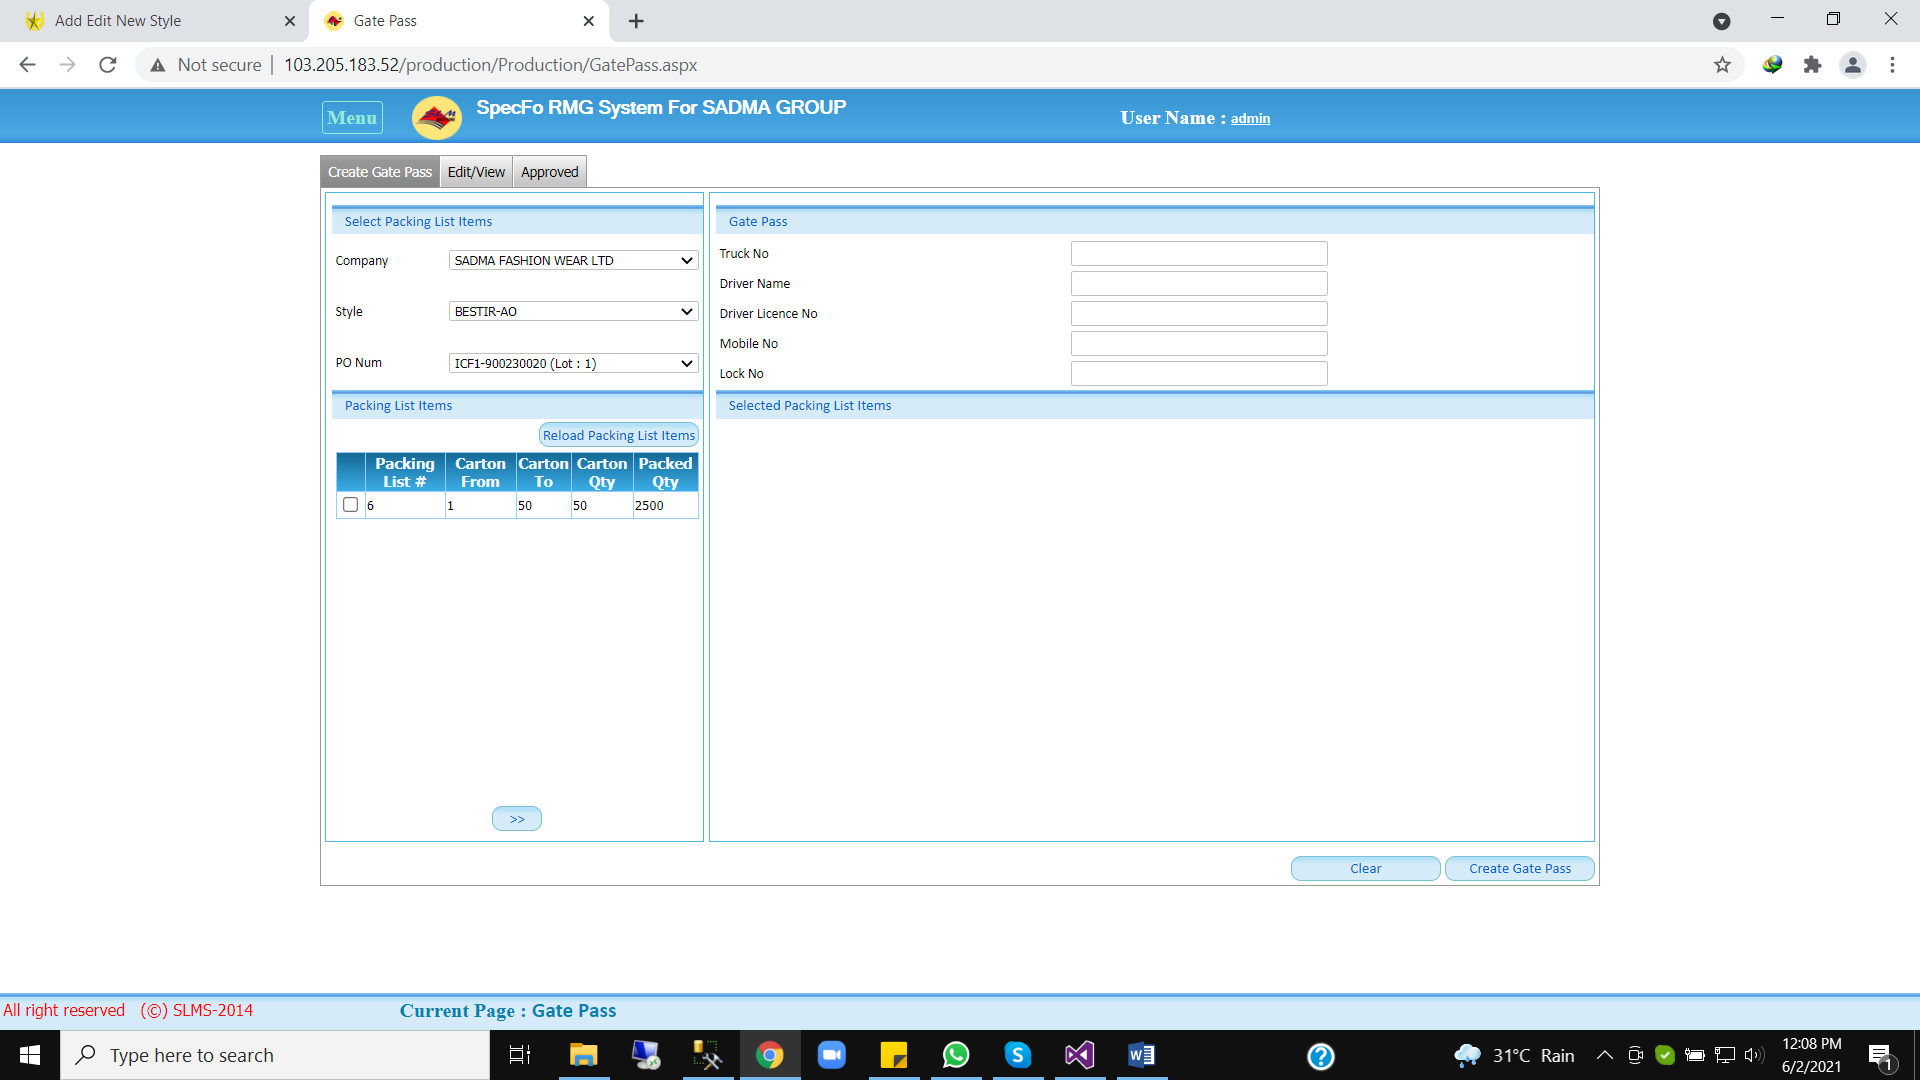 Add Edit New Style
Gate Pass
Not secure
103.205.183.52/production/Production/GatePass.aspx
Menu
SpecFo RMG System For SADMA GROUP
User Name : admin
Create Gate Pass
Edit/View
Approved
Select Packing List Items
Company
SADMA FASHION WEAR LTD
Style
BESTIR-AO
PO Num
ICF1-900230020 (Lot : 1)
Packing List Items
Reload Packing List Items
Packing List #
Carton From
Carton To
Carton Qty
Packed Qty
6
1
50
50
2500
>>
Gate Pass
Truck No
Driver Name
Driver Licence No
Mobile No
Lock No
Selected Packing List Items
Clear
Create Gate Pass
All right reserved (©) SLMS-2014
Current Page : Gate Pass
Type here to search
31°C Rain
12:08 PM
6/2/2021
1